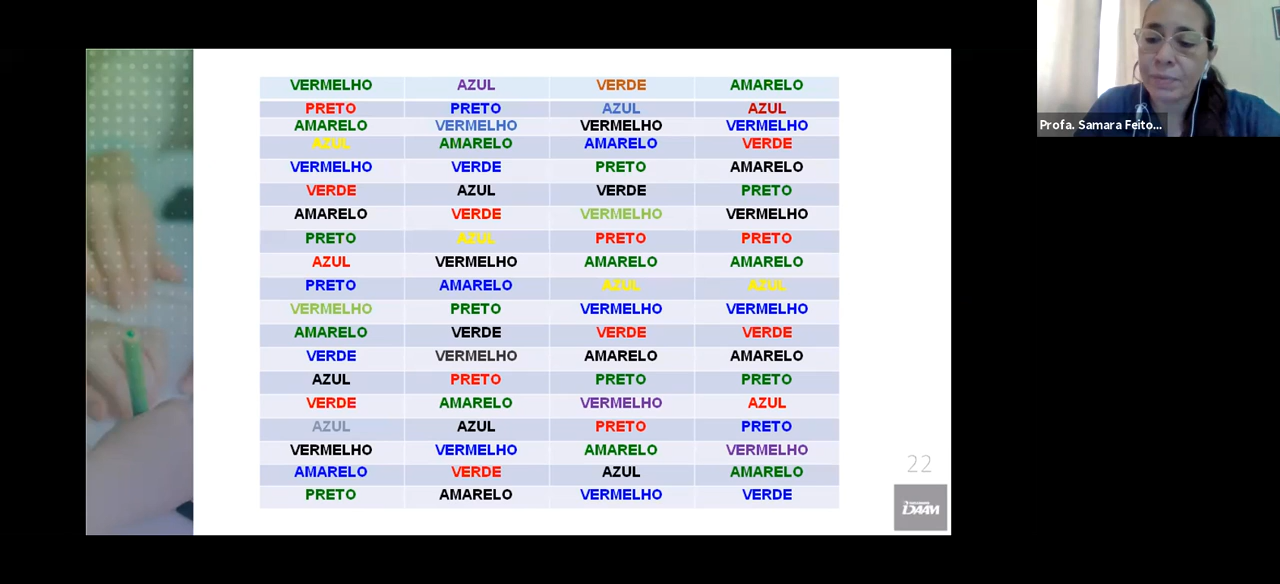 VERMELHO AZUL VERDE AMARELO
PRETO PRETO AZUL AZUL
AMARELO VERMELHO VERMELHO VERMELHO
AZUL AMARELO AMARELO VERDE
VERMELHO VERDE PRETO AMARELO
VERDE AZUL VERDE PRETO
AMARELO VERDE VERMELHO VERMELHO
PRETO AZUL PRETO PRETO
AZUL VERMELHO AMARELO AMARELO
PRETO AMARELO AZUL AZUL
VERMELHO PRETO VERMELHO VERMELHO
AMARELO VERDE VERDE VERDE
VERDE VERMELHO AMARELO AMARELO
AZUL PRETO PRETO PRETO
VERDE AMARELO VERMELHO AZUL
AZUL AZUL PRETO PRETO
VERMELHO VERMELHO AMARELO VERMELHO
AMARELO VERDE AZUL AMARELO
PRETO AMARELO VERMELHO VERDE
22
IDAAM
Profa. Samara Feito...